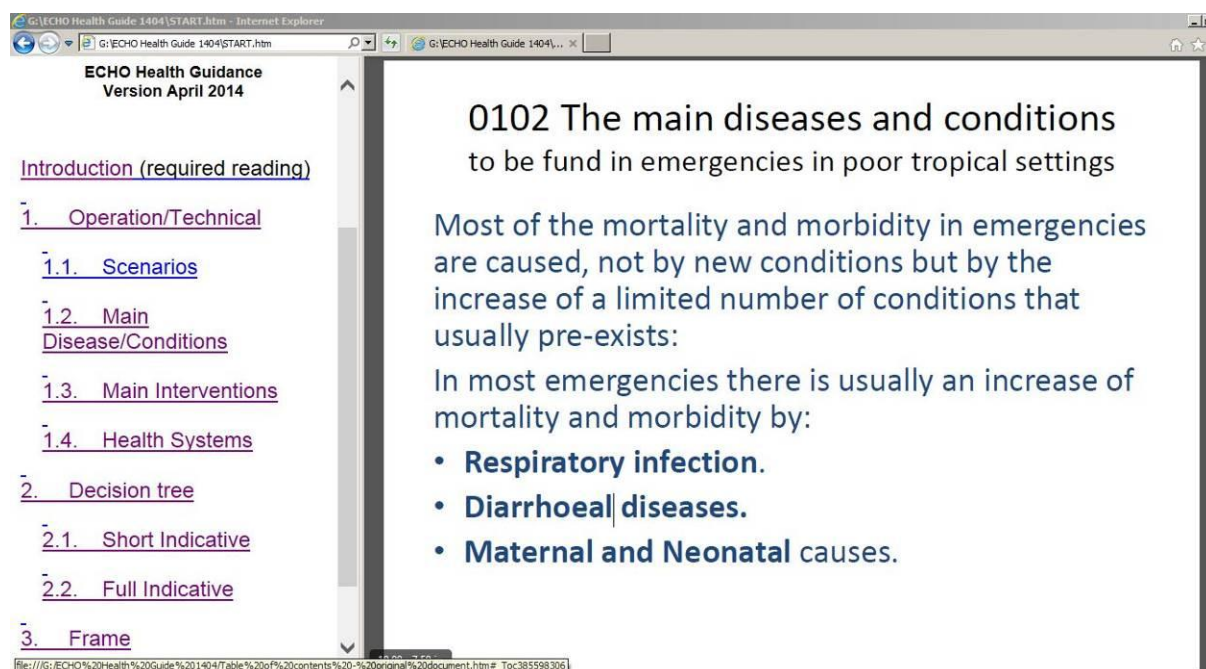 G:\ECHO Health Guide 1404\START.htm - Internet Explorer
G:\ECHO Health Guide 1404\START.htm
G:\ECHO Health Guide 1404\...
ECHO Health Guidance
Version April 2014
Introduction (required reading)
1. Operation/Technical
1.1. Scenarios
1.2. Main
Disease/Conditions
1.3. Main Interventions
1.4. Health Systems
2. Decision tree
2.1. Short Indicative
2.2. Full Indicative
3. Frame
0102 The main diseases and conditions
to be fund in emergencies in poor tropical settings
Most of the mortality and morbidity in emergencies
are caused, not by new conditions but by the
increase of a limited number of conditions that
usually pre-exists:
In most emergencies there is usually an increase of
mortality and morbidity by:
• Respiratory infection.
• Diarrhoeal diseases.
• Maternal and Neonatal causes.
file:///G:/ECHO%20Health%20Guide%201404/Table%20of%20contents%20-%20original%20document.htm#_Toc385598306